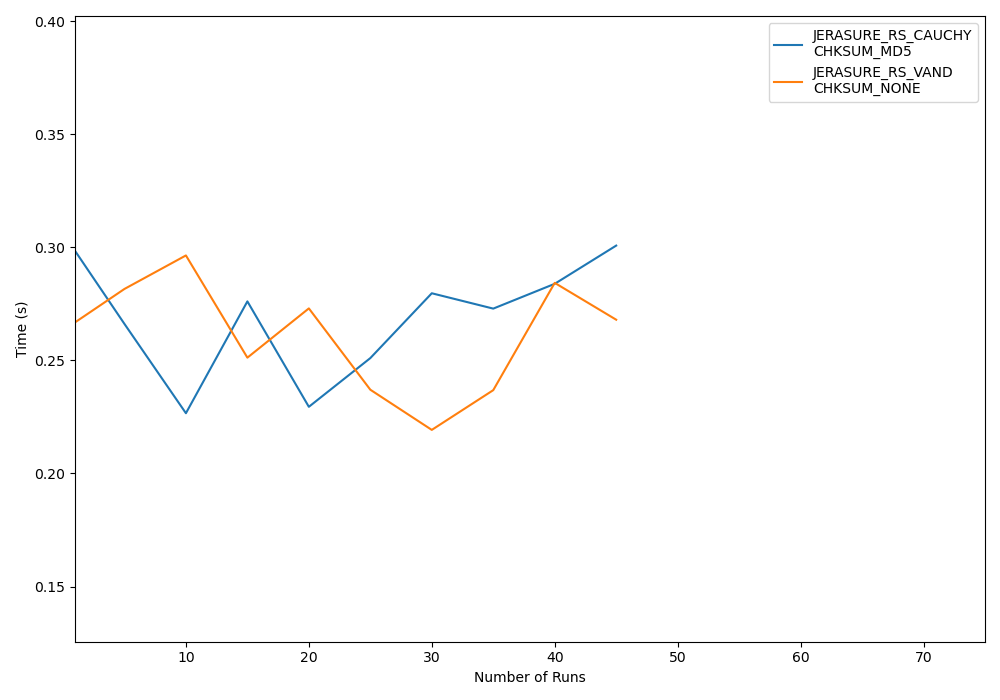 0.40
0.35
0.30
0.25
0.20
0.15
Time (s)
10 20 30 40 50 60 70
Number of Runs
JERASURE_RS_CAUCHY
CHKSUM_MD5
JERASURE_RS_VAND
CHKSUM_NONE